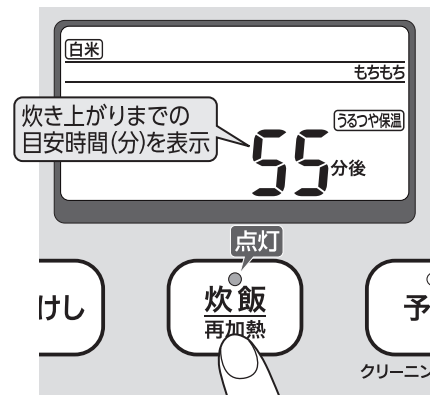 白米
もちもち
炊き上がりまでの
目安時間(分)を表示
うるつや保温
55分後
点灯
けし
炊飯
再加熱
予
クリーニン